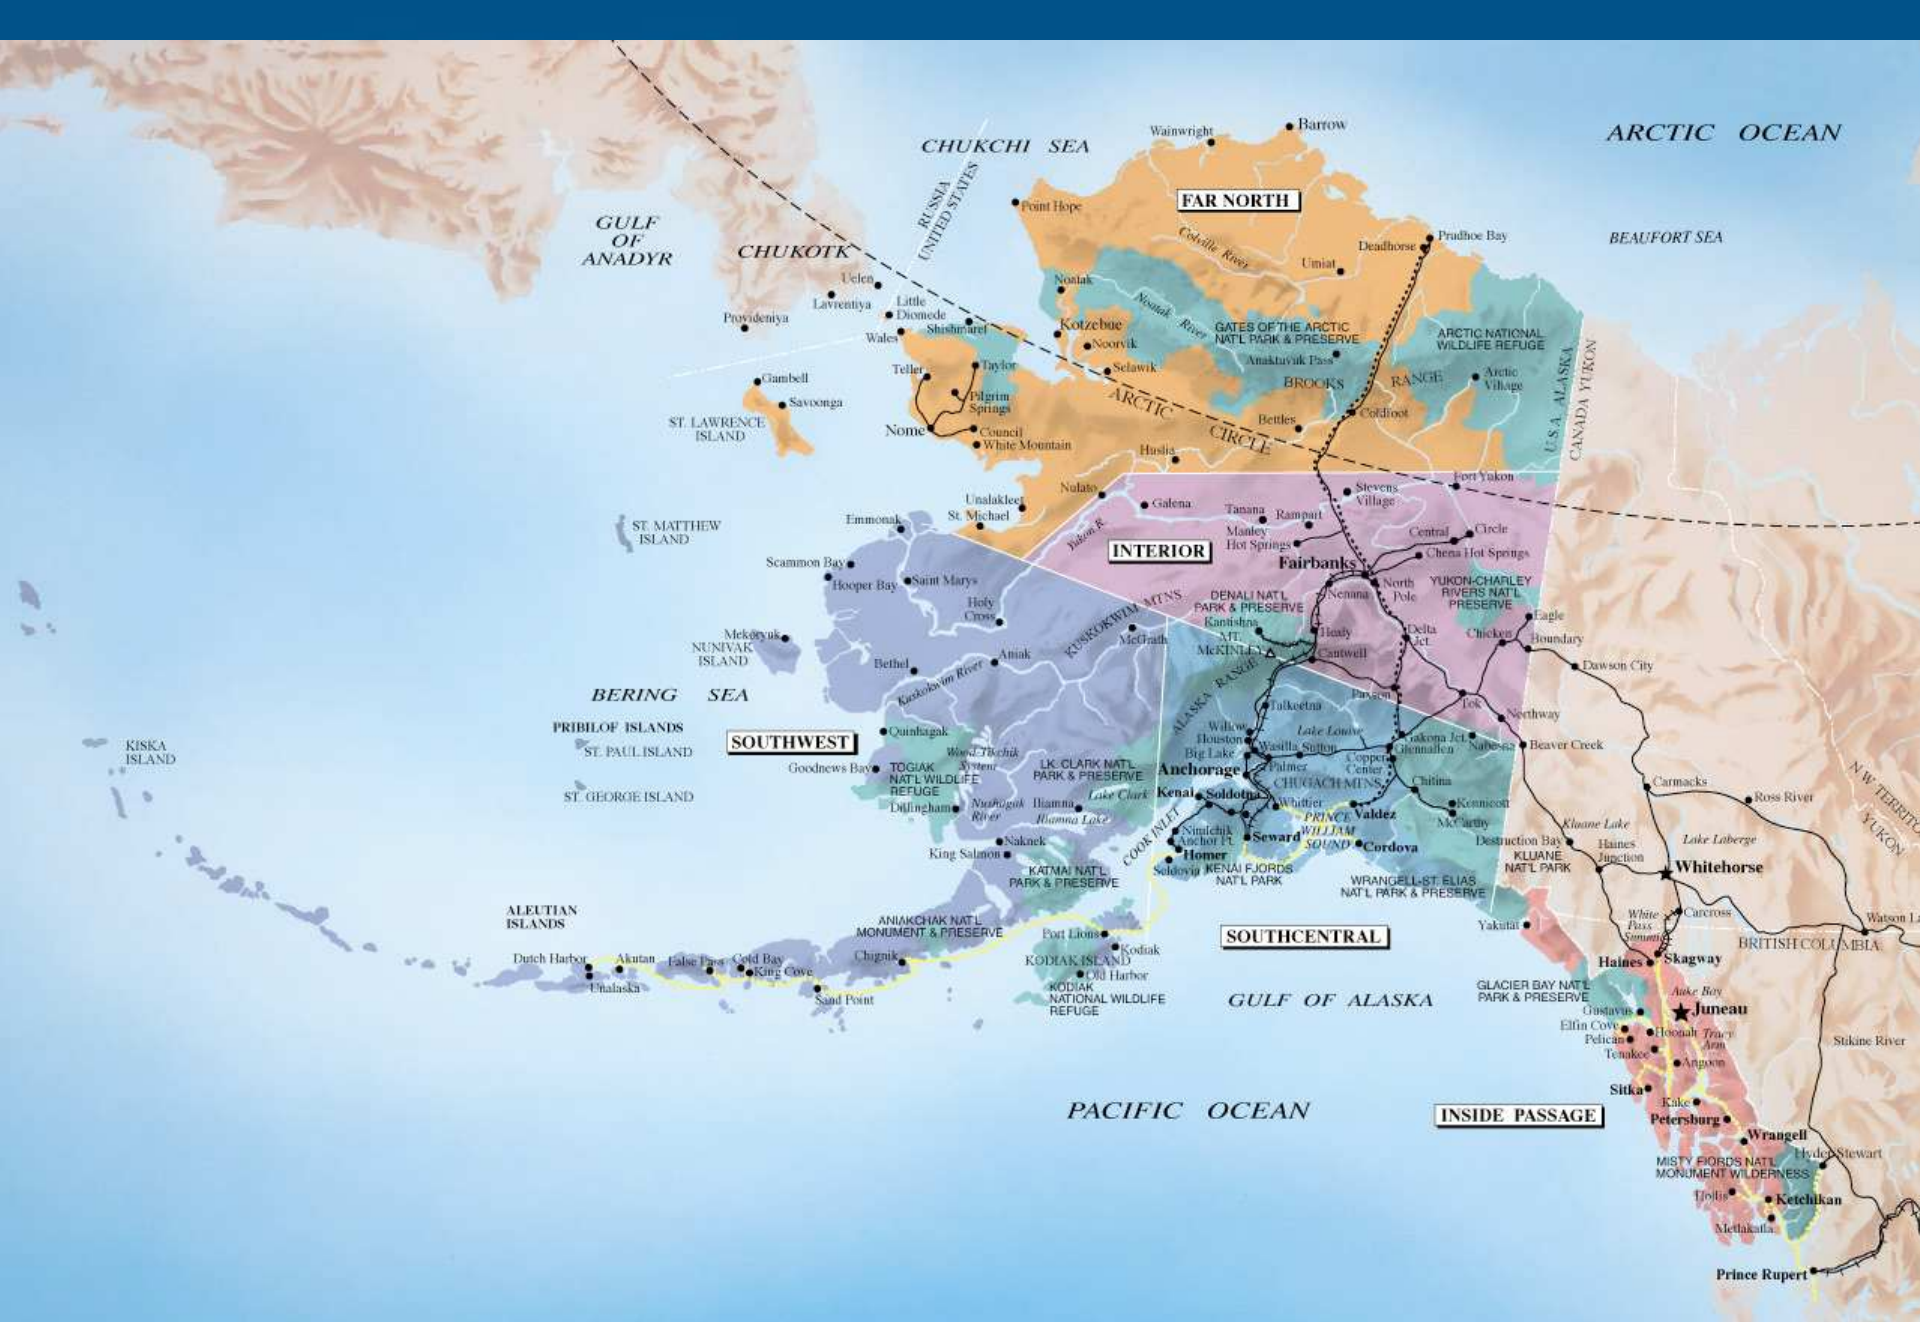 ARCTIC OCEAN
BEAUFORT SEA
CHUKCHI SEA
RUSSIA
UNITED STATES
GULF
OF
ANADYR
CHUKOTK
Uelen
Lavrentiya
Provideniya
Little
Diomede
Wales
Shishmaref
Barrow
Wainwright
FAR NORTH
Point Hope
Colville River
Prudhoe Bay
Deadhorse
Umiat
Noatak
Noatak River
Kotzebue
Noorvik
Selawik
GATES OF THE ARCTIC
NAT'L PARK & PRESERVE
Anaktuvuk Pass
ARCTIC NATIONAL
WILDLIFE REFUGE
Arctic
Village
BROOKS RANGE
U.S.A. ALASKA
CANADA YUKON
Coldfoot
Bettles
ARCTIC CIRCLE
Huslia
Teller
Taylor
Pilgrim
Springs
Nome
Council
White Mountain
Gambell
Savoonga
ST. LAWRENCE
ISLAND
Unalakleet
St. Michael
Nulato
Galena
Yukon R.
INTERIOR
Stevens
Village
Fort Yukon
Tanana
Rampart
Manley
Hot Springs
Central
Circle
Chena Hot Springs
Fairbanks
North
Pole
Nenana
YUKON-CHARLEY
RIVERS NAT'L
PRESERVE
Eagle
Chicken
Boundary
Dawson City
DENALI NAT'L
PARK & PRESERVE
Kantishna
MT.
McKINLEY
Healy
Cantwell
Delta
Jct.
Paxson
Tok
Northway
Beaver Creek
ST. MATTHEW
ISLAND
Emmonak
Scammon Bay
Hooper Bay
Saint Marys
Holy
Cross
KUSKOKWIM MTNS
McGrath
Mekoryuk
NUNIVAK
ISLAND
Bethel
Aniak
Kuskokwim River
BERING SEA
PRIBILOF ISLANDS
ST. PAUL ISLAND
ST. GEORGE ISLAND
SOUTHWEST
Quinhagak
Goodnews Bay
TOGIAK
NAT'L WILDLIFE
REFUGE
Wood-Tikchik
System
Dillingham
Nushagak
River
LK. CLARK NAT'L
PARK & PRESERVE
Lake Clark
Iliamna
Iliamna Lake
Naknek
King Salmon
KATMAI NAT'L
PARK & PRESERVE
ALASKA RANGE
Talkeetna
Willow
Houston
Big Lake
Wasilla
Sutton
Palmer
Lake Louise
Gakona Jct.
Glennallen
Nabesna
Copper
Center
CHUGACH MTNS
Chitina
Kennicott
McCarthy
Anchorage
Kenai
Soldotna
Whittier
Valdez
PRINCE
WILLIAM
SOUND
Cordova
Seward
COOK INLET
Ninilchik
Anchor Pt.
Homer
Seldovia
KENAI FJORDS
NAT'L PARK
WRANGELL-ST. ELIAS
NAT'L PARK & PRESERVE
SOUTHCENTRAL
KISKA
ISLAND
ALEUTIAN
ISLANDS
Dutch Harbor
Unalaska
Akutan
False Pass
Cold Bay
King Cove
Sand Point
Chignik
ANIAKCHAK NAT'L
MONUMENT & PRESERVE
Port Lions
Kodiak
KODIAK ISLAND
Old Harbor
KODIAK
NATIONAL WILDLIFE
REFUGE
GULF OF ALASKA
PACIFIC OCEAN
Carmacks
Ross River
Kluane Lake
Destruction Bay
KLUANE
NAT'L PARK
Haines
Junction
Lake Laberge
Whitehorse
N W TERRITO
YUKON
White
Pass
Summit
Carcross
Watson La
BRITISH COLUMBIA
Yakutat
Haines
Skagway
GLACIER BAY NAT'L
PARK & PRESERVE
Auke Bay
Juneau
Gustavus
Elfin Cove
Pelican
Hoonah
Tracy
Arm
Tenakee
Angoon
Stikine River
Sitka
Kake
Petersburg
INSIDE PASSAGE
Wrangell
Hyder
Stewart
MISTY FIORDS NAT'L
MONUMENT WILDERNESS
Hollis
Ketchikan
Metlakatla
Prince Rupert